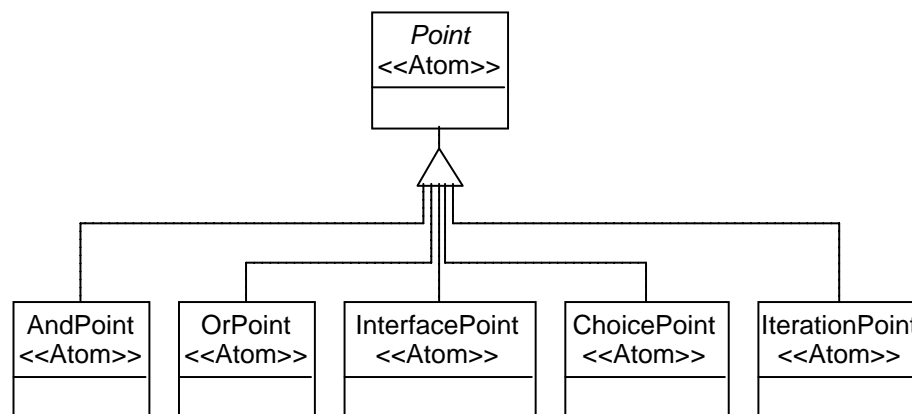 Point
<<Atom>>
AndPoint
<<Atom>>
OrPoint
<<Atom>>
InterfacePoint
<<Atom>>
ChoicePoint
<<Atom>>
IterationPoint
<<Atom>>